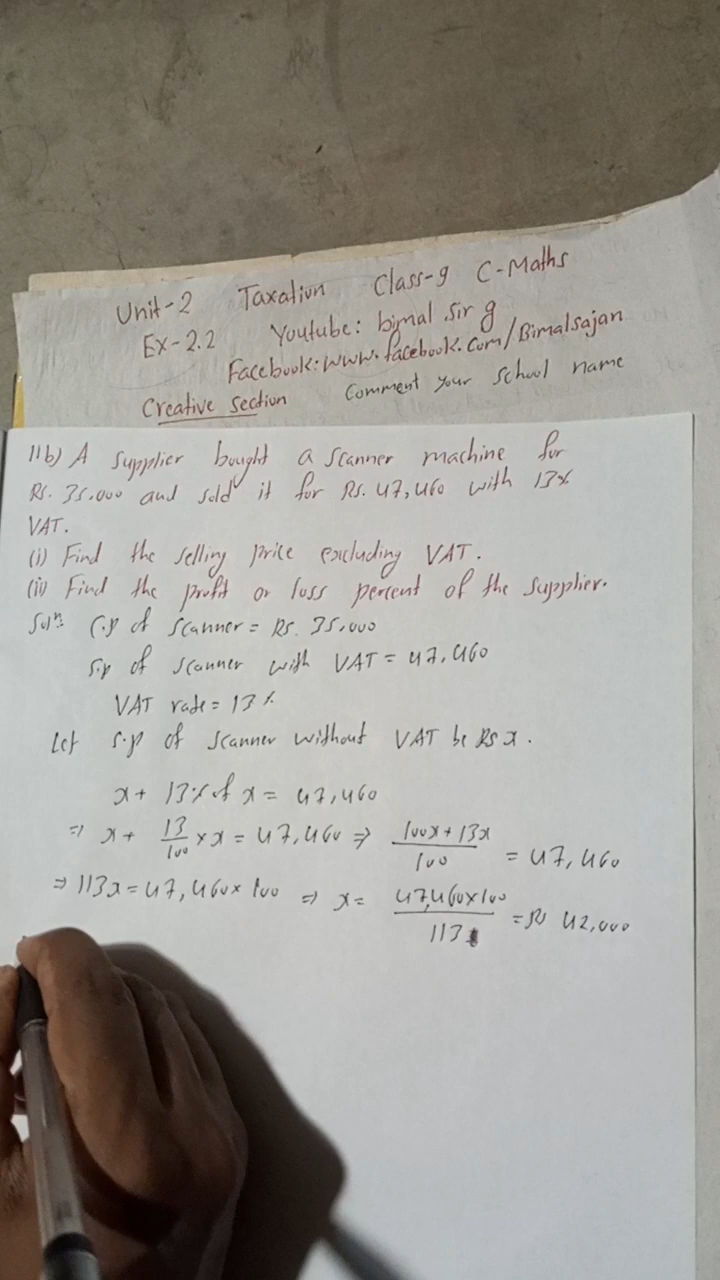 Unit-2 Taxation Class-9 C-Maths
Ex-2.2 Youtube: bimal sir g
Facebook: www.facebook.com/Bimalsajan
Creative section Comment your school name
11b) A supplier bought a scanner machine for
Rs. 35,000 and sold it for Rs. 47,460 with 13%
VAT.
(i) Find the selling price excluding VAT.
(ii) Find the profit or loss percent of the supplier.
Solⁿ: C.p of scanner = Rs. 35,000
S.p of scanner with VAT = 47,460
VAT rate = 13%
Let S.p of scanner without VAT be Rs x.
x + 13% of x = 47,460
⇒ x + 13/100 × x = 47,460 ⇒ (100x + 13x)/100 = 47,460
⇒ 113x = 47,460 × 100 ⇒ x = (47,460 × 100)/113 = Rs 42,000